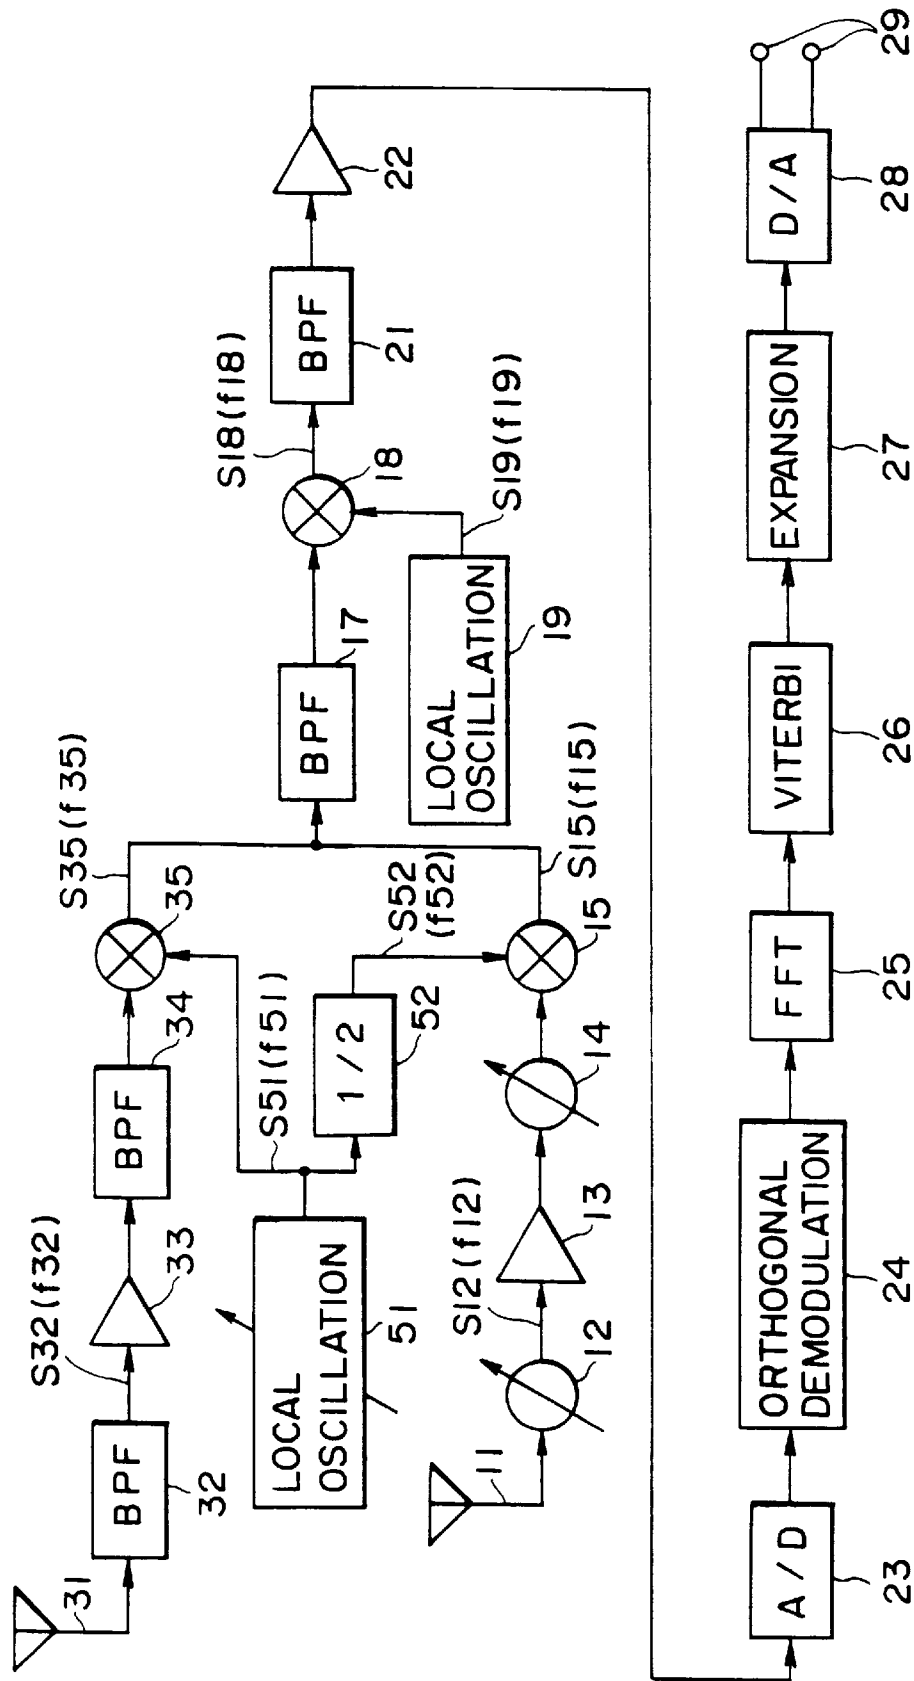 31
BPF
32
S32(f32)
33
BPF
34
35
S35(f35)
LOCAL
OSCILLATION
51
S51(f51)
1/2
52
S52
(f52)
11
12
S12(f12)
13
14
15
S15(f15)
BPF
17
18
S18(f18)
LOCAL
OSCILLATION
19
S19(f19)
BPF
21
22
A/D
23
ORTHOGONAL
DEMODULATION
24
FFT
25
VITERBI
26
EXPANSION
27
D/A
28
29